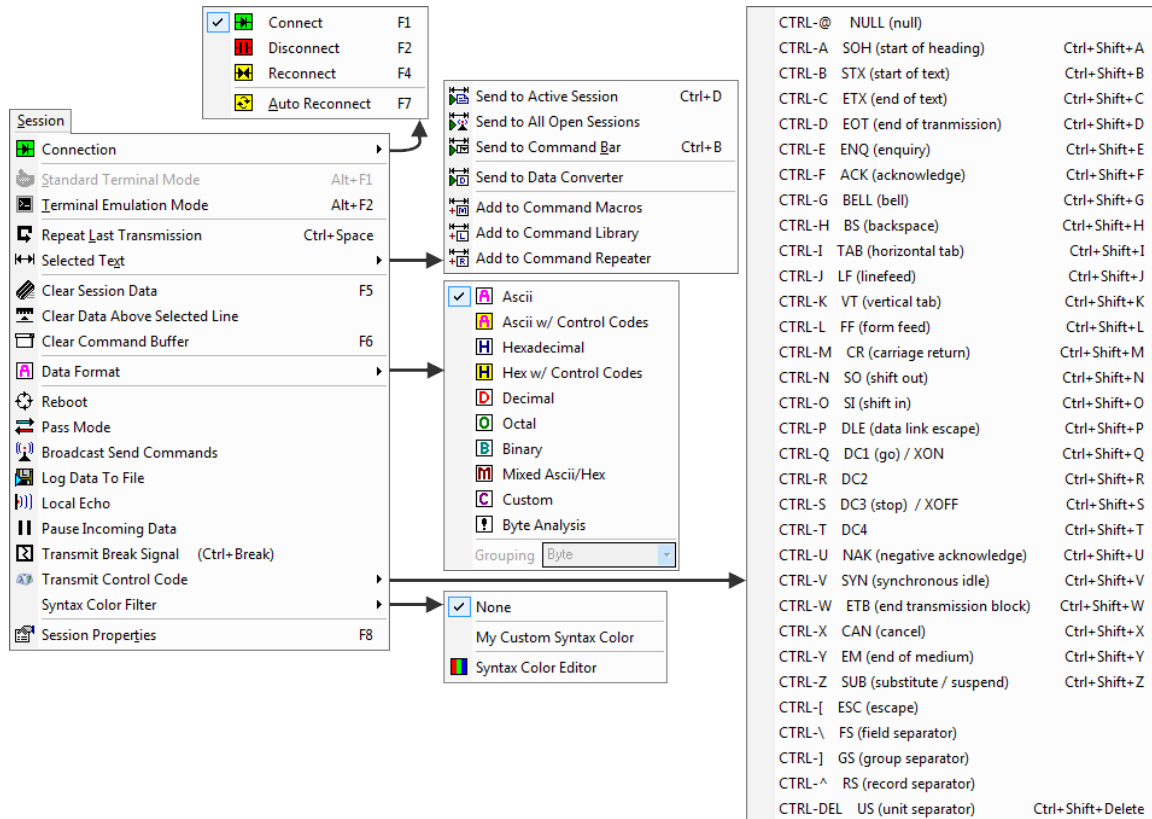 Session
Connection
Standard Terminal Mode Alt+F1
Terminal Emulation Mode Alt+F2
Repeat Last Transmission Ctrl+Space
Selected Text
Clear Session Data F5
Clear Data Above Selected Line
Clear Command Buffer F6
Data Format
Reboot
Pass Mode
Broadcast Send Commands
Log Data To File
Local Echo
Pause Incoming Data
Transmit Break Signal (Ctrl+Break)
Transmit Control Code
Syntax Color Filter
Session Properties F8
Connect F1
Disconnect F2
Reconnect F4
Auto Reconnect F7
Send to Active Session Ctrl+D
Send to All Open Sessions
Send to Command Bar Ctrl+B
Send to Data Converter
Add to Command Macros
Add to Command Library
Add to Command Repeater
Ascii
Ascii w/ Control Codes
Hexadecimal
Hex w/ Control Codes
Decimal
Octal
Binary
Mixed Ascii/Hex
Custom
Byte Analysis
Grouping Byte
None
My Custom Syntax Color
Syntax Color Editor
CTRL-@ NULL (null)
CTRL-A SOH (start of heading) Ctrl+Shift+A
CTRL-B STX (start of text) Ctrl+Shift+B
CTRL-C ETX (end of text) Ctrl+Shift+C
CTRL-D EOT (end of tranmission) Ctrl+Shift+D
CTRL-E ENQ (enquiry) Ctrl+Shift+E
CTRL-F ACK (acknowledge) Ctrl+Shift+F
CTRL-G BELL (bell) Ctrl+Shift+G
CTRL-H BS (backspace) Ctrl+Shift+H
CTRL-I TAB (horizontal tab) Ctrl+Shift+I
CTRL-J LF (linefeed) Ctrl+Shift+J
CTRL-K VT (vertical tab) Ctrl+Shift+K
CTRL-L FF (form feed) Ctrl+Shift+L
CTRL-M CR (carriage return) Ctrl+Shift+M
CTRL-N SO (shift out) Ctrl+Shift+N
CTRL-O SI (shift in) Ctrl+Shift+O
CTRL-P DLE (data link escape) Ctrl+Shift+P
CTRL-Q DC1 (go) / XON Ctrl+Shift+Q
CTRL-R DC2 Ctrl+Shift+R
CTRL-S DC3 (stop) / XOFF Ctrl+Shift+S
CTRL-T DC4 Ctrl+Shift+T
CTRL-U NAK (negative acknowledge) Ctrl+Shift+U
CTRL-V SYN (synchronous idle) Ctrl+Shift+V
CTRL-W ETB (end transmission block) Ctrl+Shift+W
CTRL-X CAN (cancel) Ctrl+Shift+X
CTRL-Y EM (end of medium) Ctrl+Shift+Y
CTRL-Z SUB (substitute / suspend) Ctrl+Shift+Z
CTRL-[ ESC (escape)
CTRL-\ FS (field separator)
CTRL-] GS (group separator)
CTRL-^ RS (record separator)
CTRL-DEL US (unit separator) Ctrl+Shift+Delete